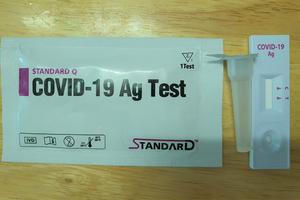 1Test
STANDARD Q
COVID-19 Ag Test
IVD
STANDARD
COVID-19
Ag
C
T